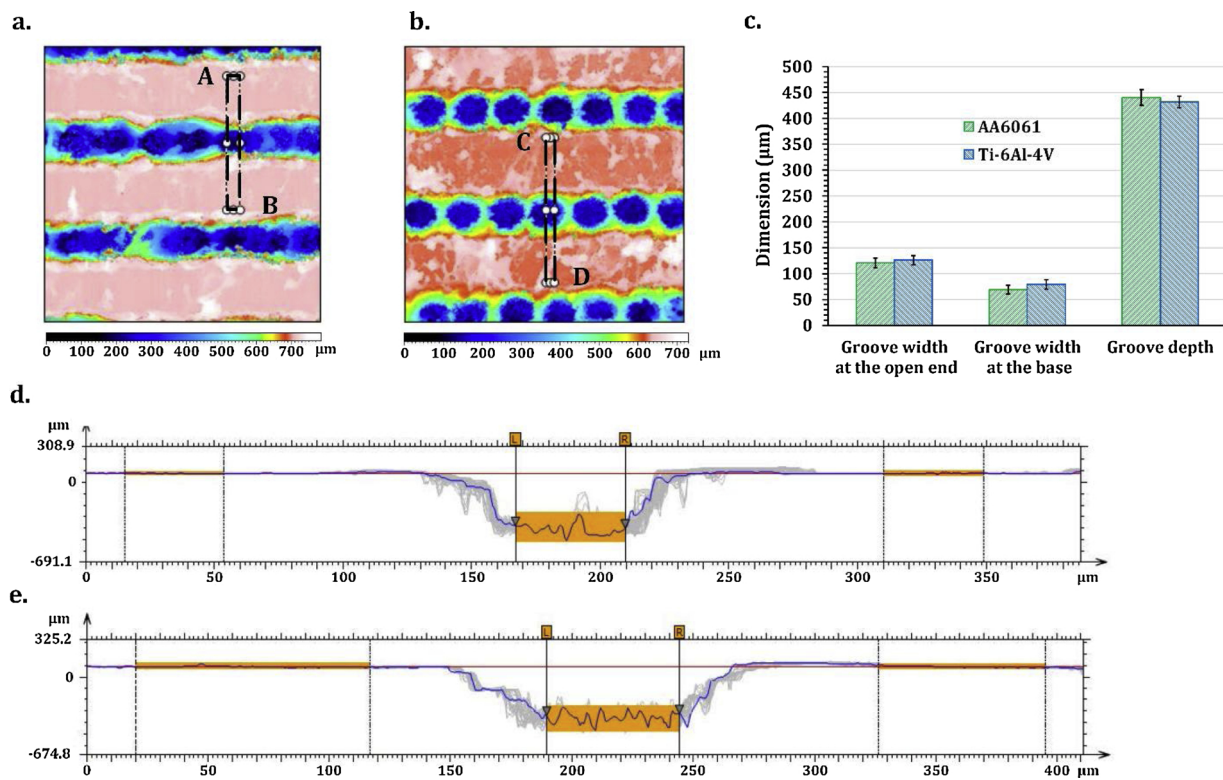 a.
b.
c.
A
B
C
D
0 100 200 300 400 500 600 700 μm
0 100 200 300 400 500 600 700 μm
Dimension (μm)
500
450
400
350
300
250
200
150
100
50
0
AA6061
Ti-6Al-4V
Groove width at the open end
Groove width at the base
Groove depth
d.
μm
308.9
0
-691.1
L
R
0 50 100 150 200 250 300 350 μm
e.
μm
325.2
0
-674.8
L
R
0 50 100 150 200 250 300 350 400 μm